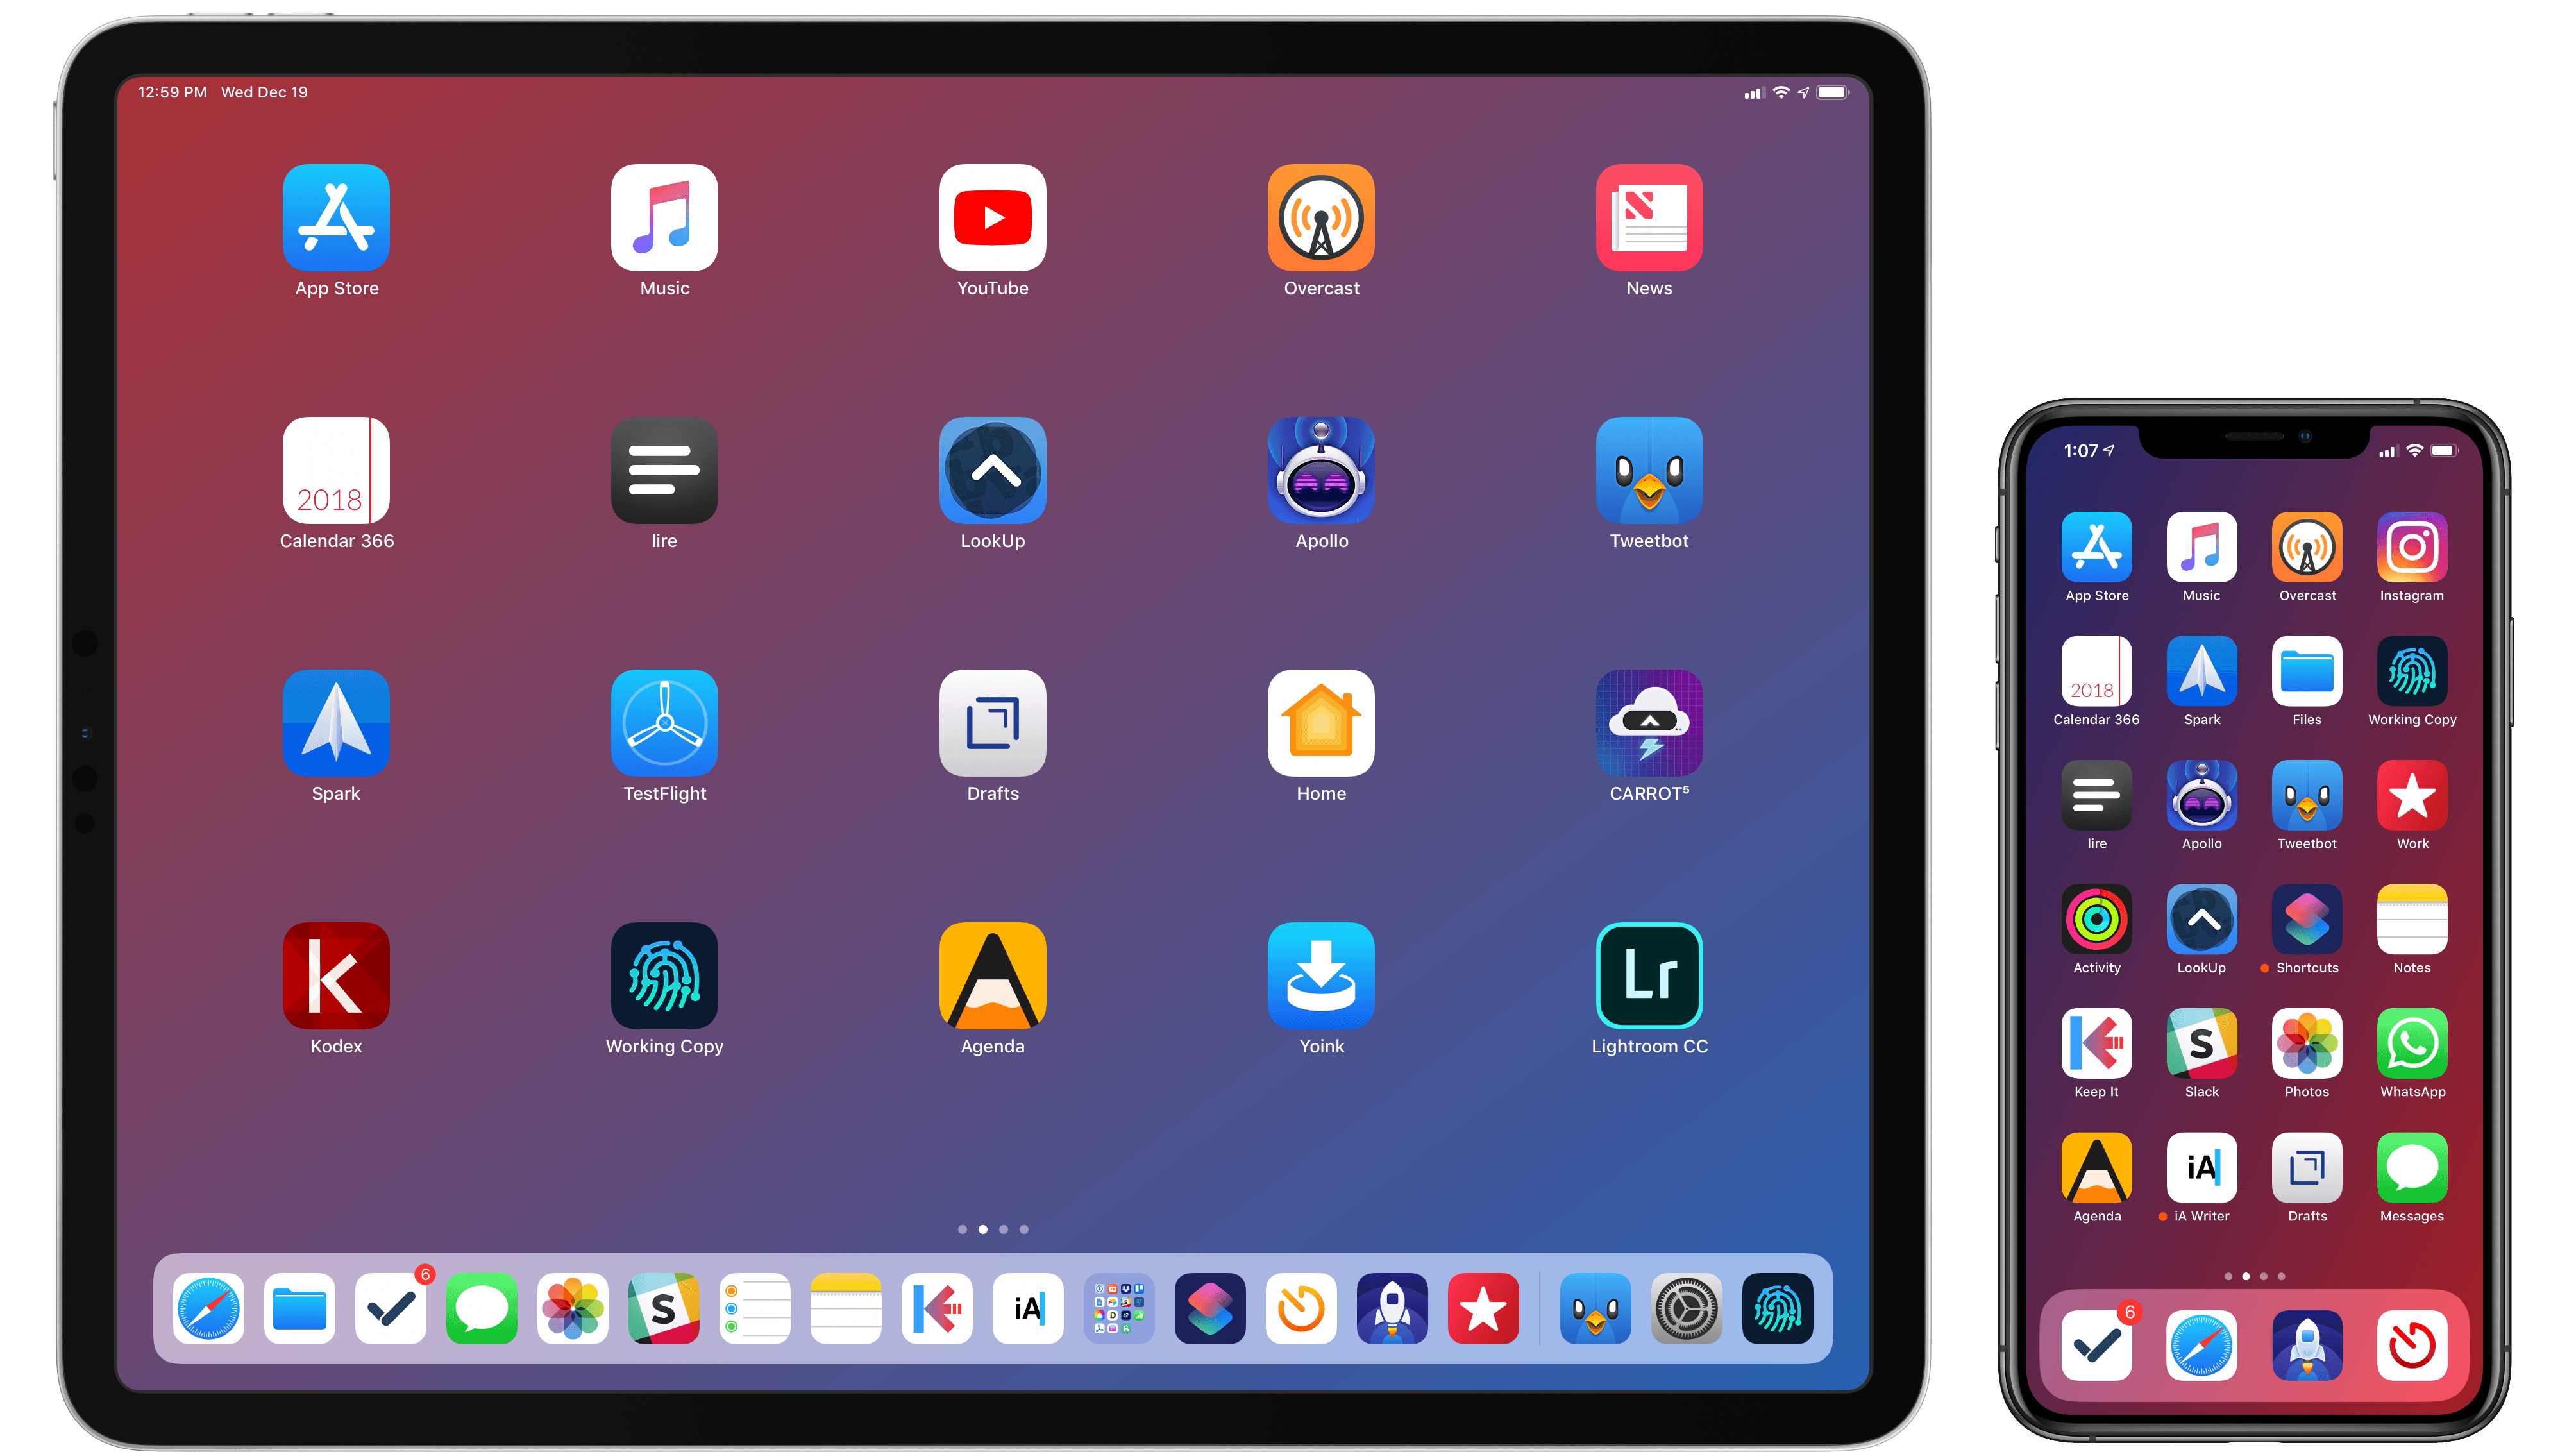 12:59 PM Wed Dec 19
App Store Music YouTube Overcast News
2018
Calendar 366 lire LookUp Apollo Tweetbot
Spark TestFlight Drafts Home CARROT⁵
K Lr
Kodex Working Copy Agenda Yoink Lightroom CC
6
S iA
1:07
App Store Music Overcast Instagram
2018
Calendar 366 Spark Files Working Copy
lire Apollo Tweetbot Work
Activity LookUp Shortcuts Notes
S
Keep It Slack Photos WhatsApp
iA
Agenda iA Writer Drafts Messages
6